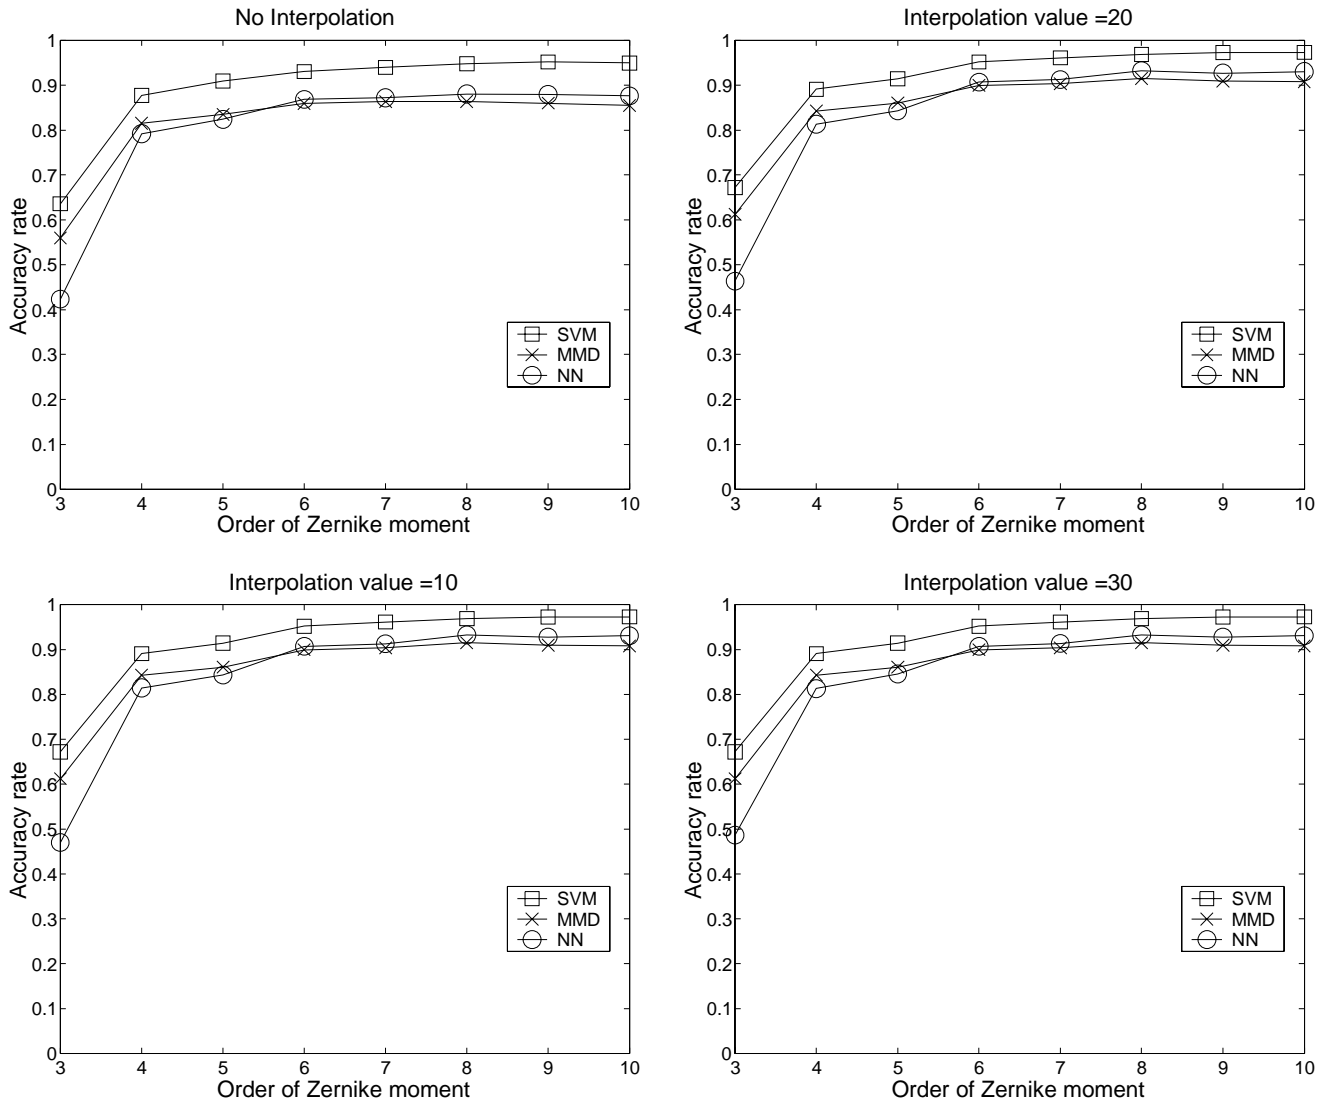 No Interpolation
1
0.9
0.8
0.7
0.6
0.5
0.4
0.3
0.2
0.1
0
Accuracy rate
SVM
MMD
NN
3 4 5 6 7 8 9 10
Order of Zernike moment
Interpolation value =20
1
0.9
0.8
0.7
0.6
0.5
0.4
0.3
0.2
0.1
0
Accuracy rate
SVM
MMD
NN
3 4 5 6 7 8 9 10
Order of Zernike moment
Interpolation value =10
1
0.9
0.8
0.7
0.6
0.5
0.4
0.3
0.2
0.1
0
Accuracy rate
SVM
MMD
NN
3 4 5 6 7 8 9 10
Order of Zernike moment
Interpolation value =30
1
0.9
0.8
0.7
0.6
0.5
0.4
0.3
0.2
0.1
0
Accuracy rate
SVM
MMD
NN
3 4 5 6 7 8 9 10
Order of Zernike moment